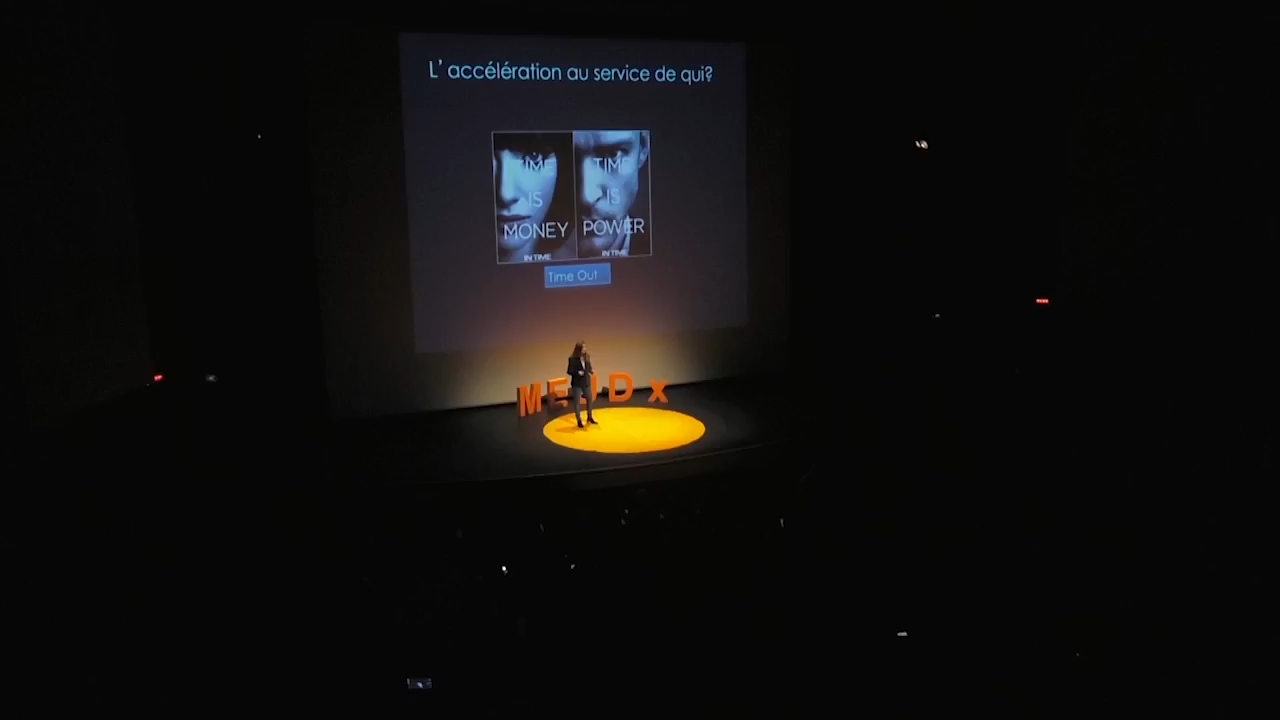 L' accélération au service de qui?
TIME
IS
MONEY
IN TIME
TIME
IS
POWER
IN TIME
Time Out